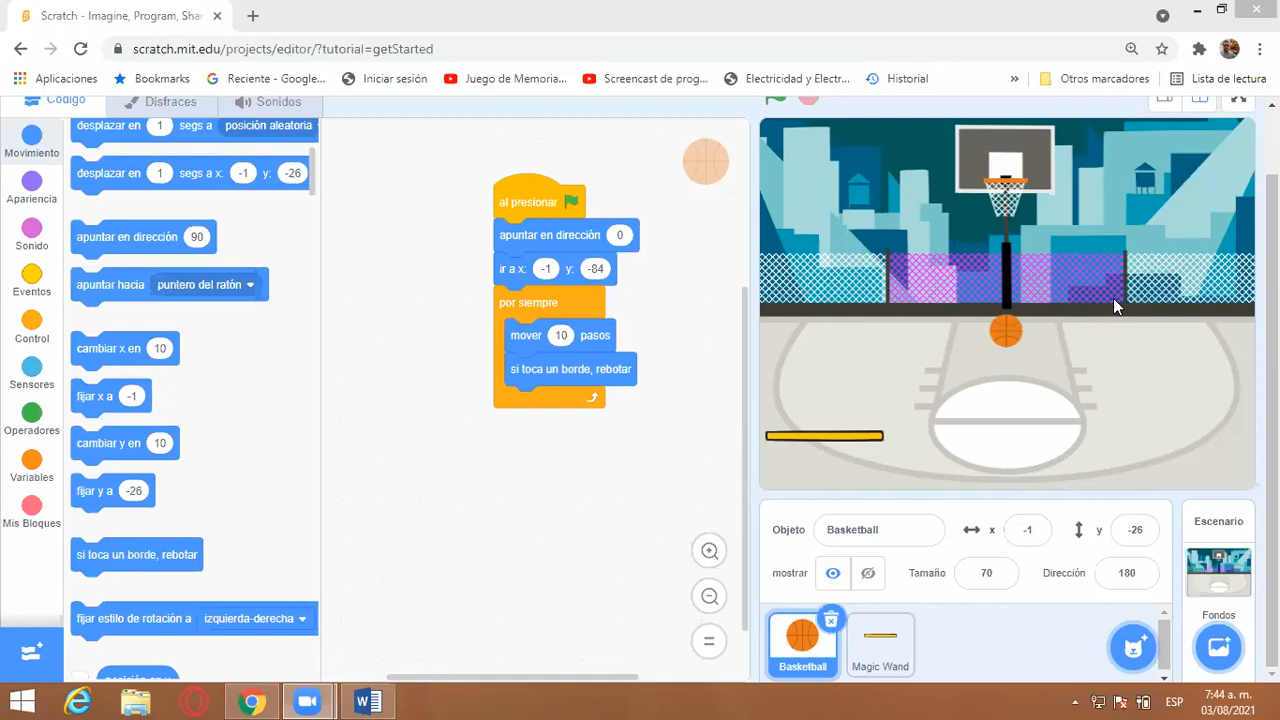 Scratch - Imagine, Program, Sha
scratch.mit.edu/projects/editor/?tutorial=getStarted
Aplicaciones Bookmarks Reciente - Google... Iniciar sesión Juego de Memoria... Screencast de prog... Electricidad y Electr... Historial » Otros marcadores Lista de lectura
Código Disfraces Sonidos
Movimiento
Apariencia
Sonido
Eventos
Control
Sensores
Operadores
Variables
Mis Bloques
desplazar en 1 segs a posición aleatoria
desplazar en 1 segs a x: -1 y: -26
apuntar en dirección 90
apuntar hacia puntero del ratón
cambiar x en 10
fijar x a -1
cambiar y en 10
fijar y a -26
si toca un borde, rebotar
fijar estilo de rotación a izquierda-derecha
al presionar
apuntar en dirección 0
ir a x: -1 y: -84
por siempre
mover 10 pasos
si toca un borde, rebotar
Objeto Basketball x -1 y -26
mostrar Tamaño 70 Dirección 180
Basketball
Magic Wand
Escenario
Fondos
ESP
7:44 a. m.
03/08/2021